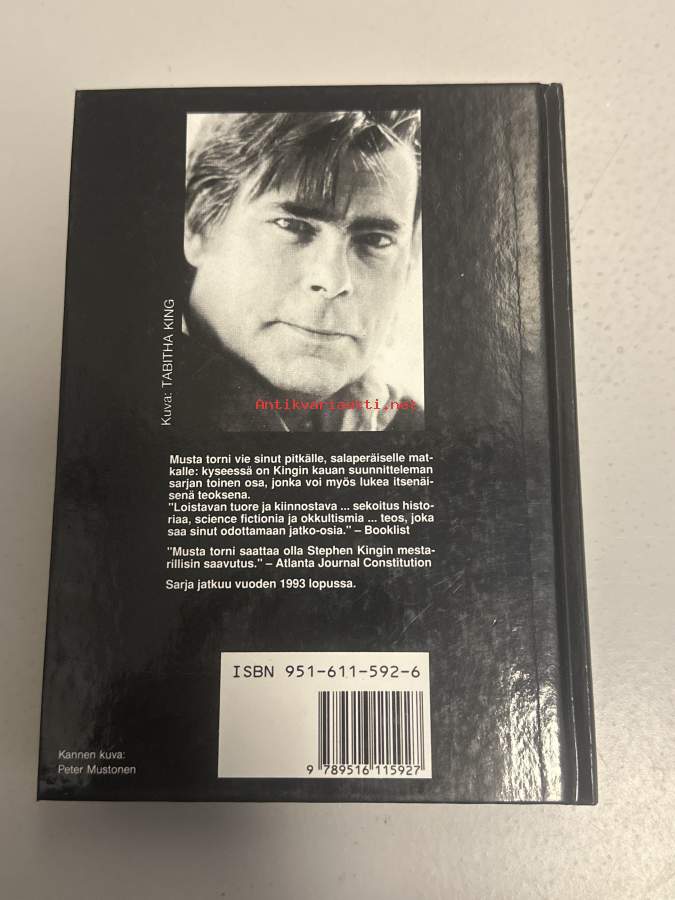 Kuva: TABITHA KING
Antikvariaatti.net
Musta torni vie sinut pitkälle, salaperäiselle mat-
kalle: kyseessä on Kingin kauan suunnitteleman
sarjan toinen osa, jonka voi myös lukea itsenäi-
senä teoksena.
"Loistavan tuore ja kiinnostava ... sekoitus histo-
riaa, science fictionia ja okkultismia ... teos, joka
saa sinut odottamaan jatko-osia." – Booklist
"Musta torni saattaa olla Stephen Kingin mesta-
rillisin saavutus." – Atlanta Journal Constitution
Sarja jatkuu vuoden 1993 lopussa.
ISBN 951-611-592-6
9 789516 115927
Kannen kuva:
Peter Mustonen